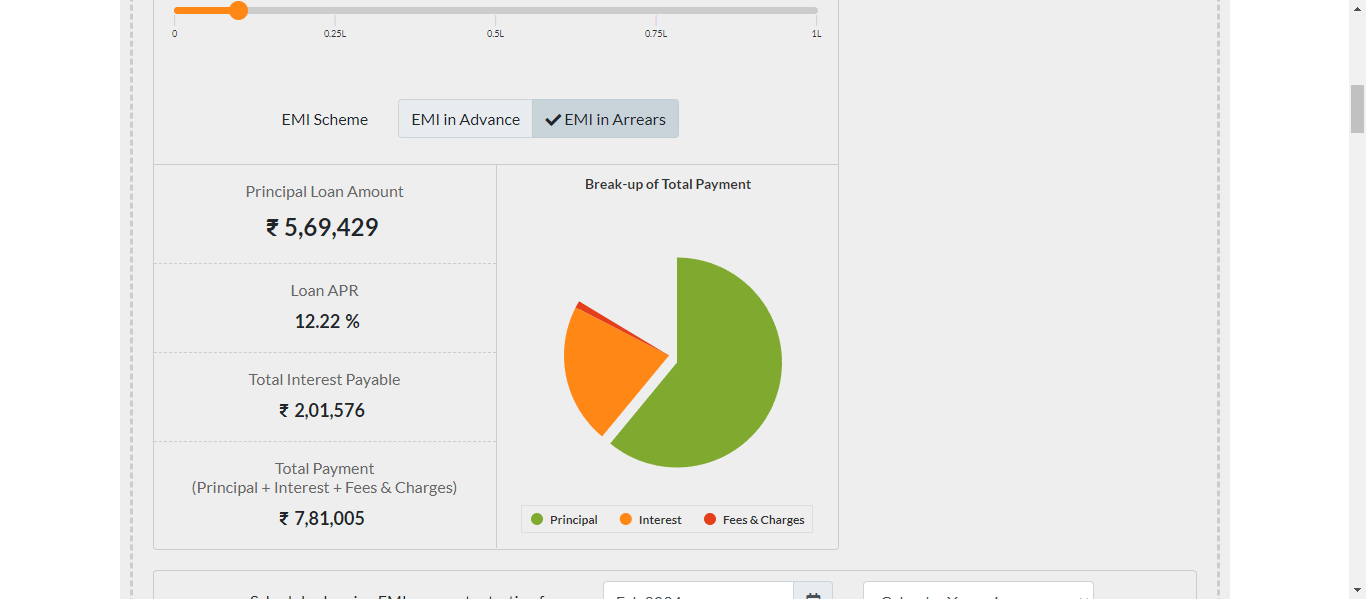 0 0.25L 0.5L 0.75L 1L
EMI Scheme EMI in Advance EMI in Arrears
Principal Loan Amount
₹ 5,69,429
Loan APR
12.22 %
Total Interest Payable
₹ 2,01,576
Total Payment
(Principal + Interest + Fees & Charges)
₹ 7,81,005
Break-up of Total Payment
Principal Interest Fees & Charges